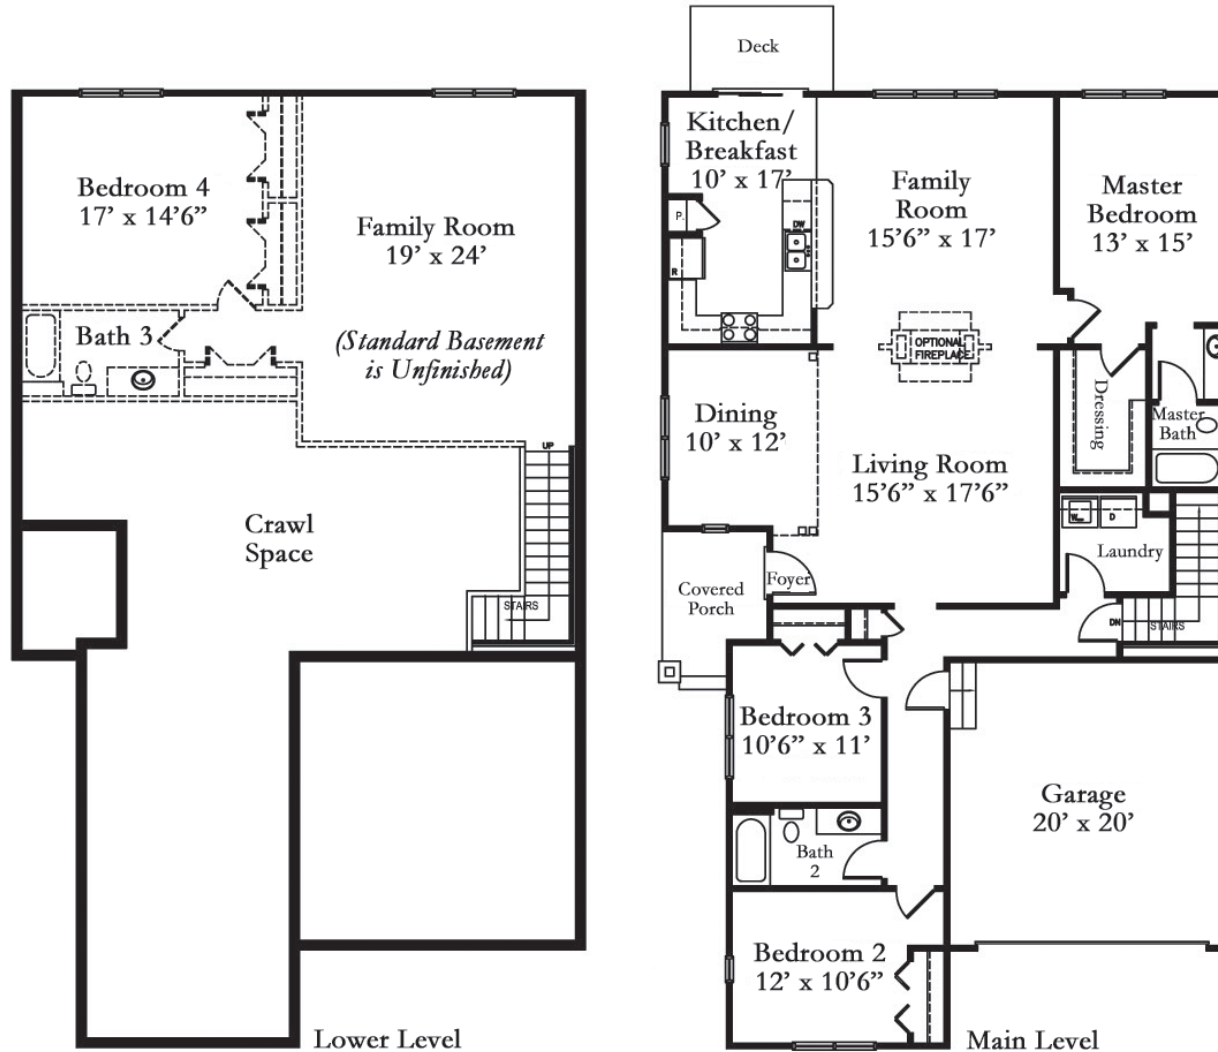 Bedroom 4
17’ x 14’6”
Family Room
19’ x 24’
Bath 3
(Standard Basement
is Unfinished)
UP
Crawl
Space
STAIRS
Lower Level
Deck
Kitchen/
Breakfast
10’ x 17’
P.
DW
R
Family
Room
15’6” x 17’
Master
Bedroom
13’ x 15’
OPTIONAL
FIREPLACE
Dining
10’ x 12’
Dressing
Master
Bath
Living Room
15’6” x 17’6”
W
D
Laundry
Foyer
Covered
Porch
DN
STAIRS
Bedroom 3
10’6” x 11’
Garage
20’ x 20’
Bath
2
Bedroom 2
12’ x 10’6”
Main Level